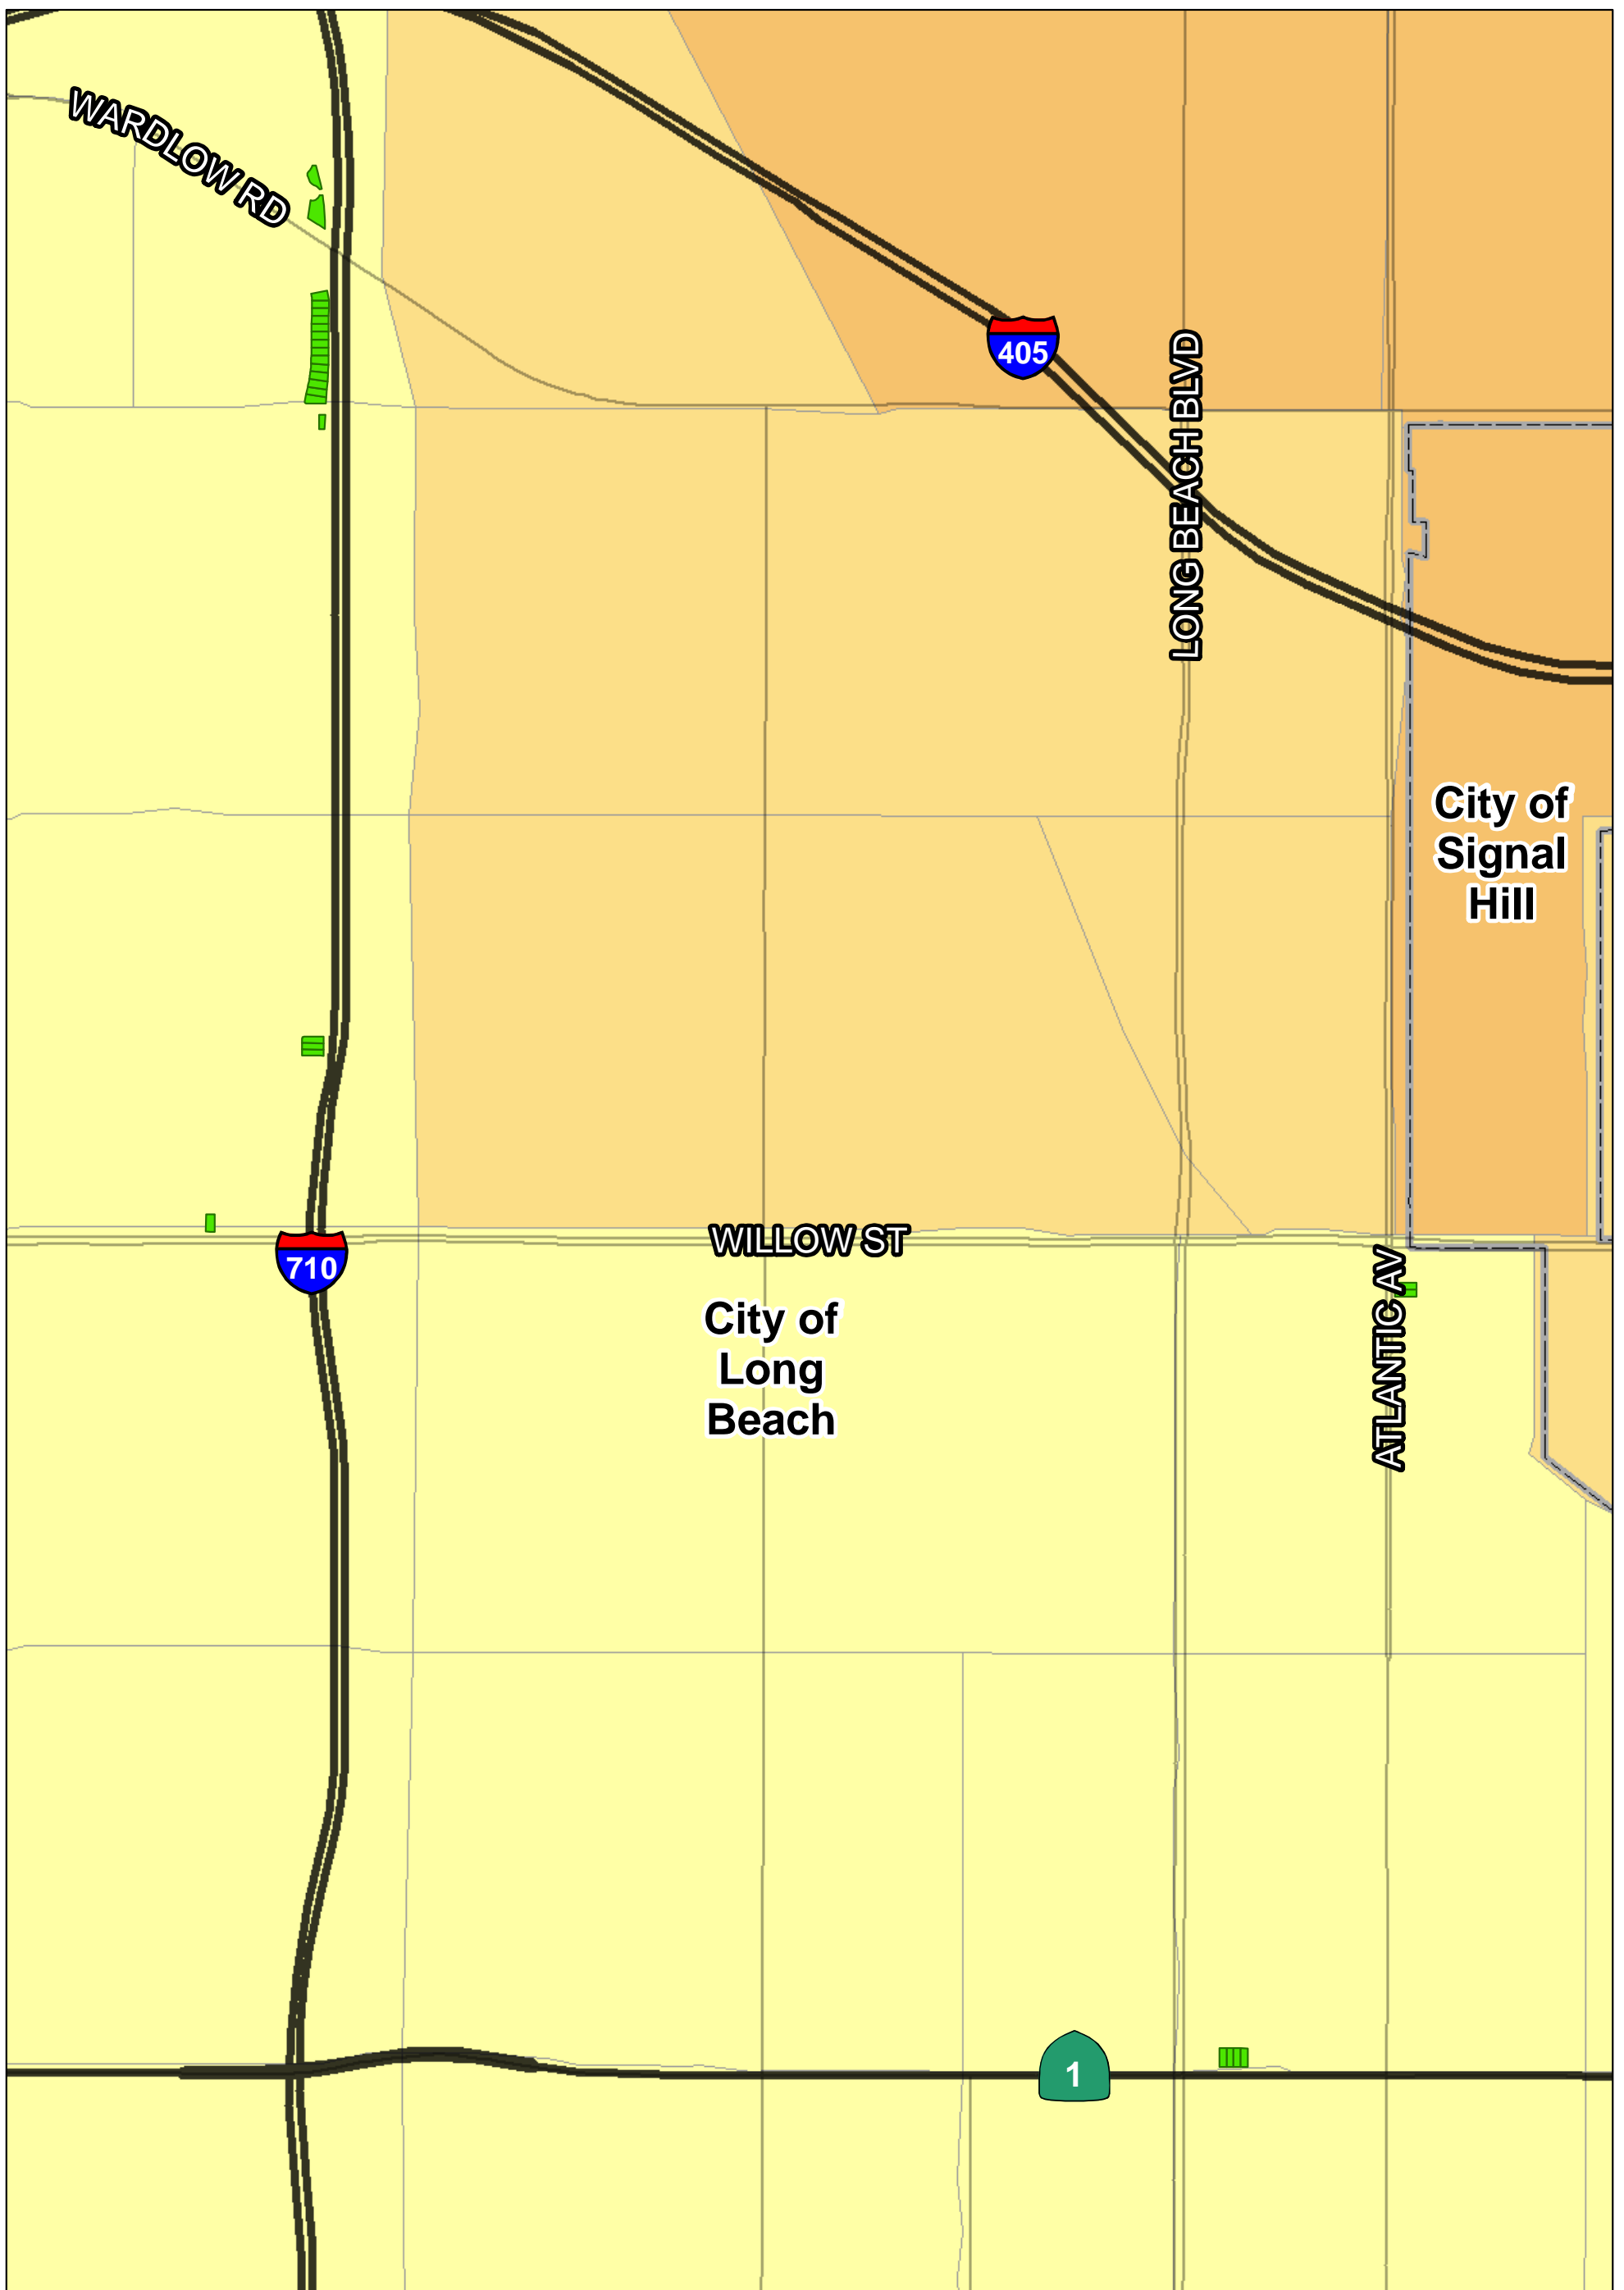 WARDLOW RD
405
LONG BEACH BLVD
City of
Signal
Hill
WILLOW ST
710
City of
Long
Beach
ATLANTIC AV
1